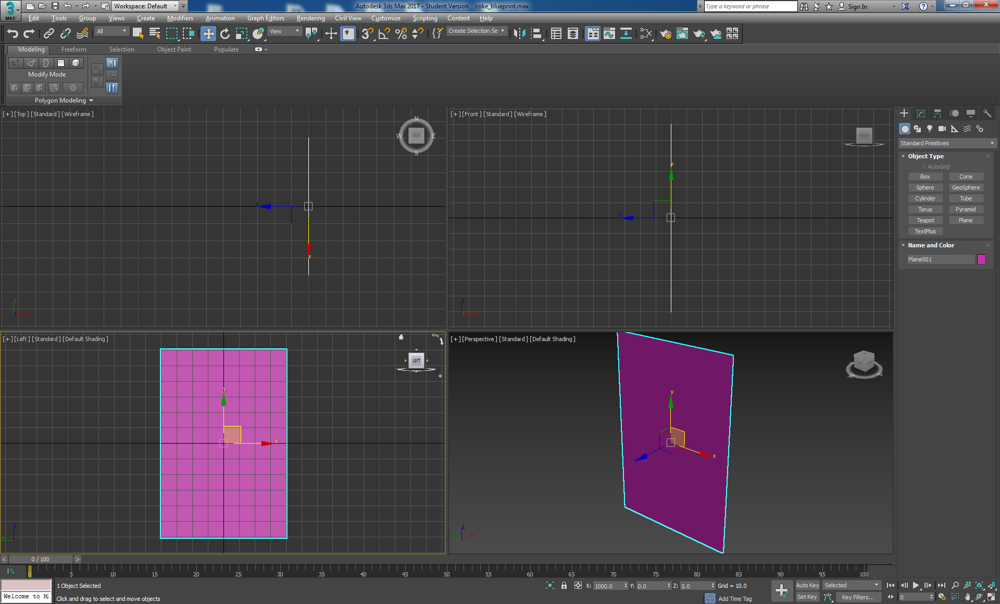 Workspace: Default
Autodesk 3ds Max 2017 - Student Version coke_blueprint.max
Type a keyword or phrase
Sign In
3
MAX
Edit Tools Group Views Create Modifiers Animation Graph Editors Rendering Civil View Customize Scripting Content Help
All
View
3
Create Selection Se
Modeling Freeform Selection Object Paint Populate
Modify Mode
Polygon Modeling
[+] [Top] [Standard] [Wireframe]
N
W TOP E
S
z
x
y
[+] [Front] [Standard] [Wireframe]
FRONT
y
z
z
Standard Primitives
Object Type
AutoGrid
Box Cone
Sphere GeoSphere
Cylinder Tube
Torus Pyramid
Teapot Plane
TextPlus
Name and Color
Plane001
[+] [Left] [Standard] [Default Shading]
LEFT
y
x
z
y
[+] [Perspective] [Standard] [Default Shading]
y
z x
z
y x
< 0 / 100 >
0 5 10 15 20 25 30 35 40 45 50 55 60 65 70 75 80 85 90 95 100
1 Object Selected
X: 1000.0 Y: 0.0 Z: 0.0 Grid = 10.0
Auto Key Selected
Welcome to M
Click and drag to select and move objects
Add Time Tag
Set Key Key Filters...
0